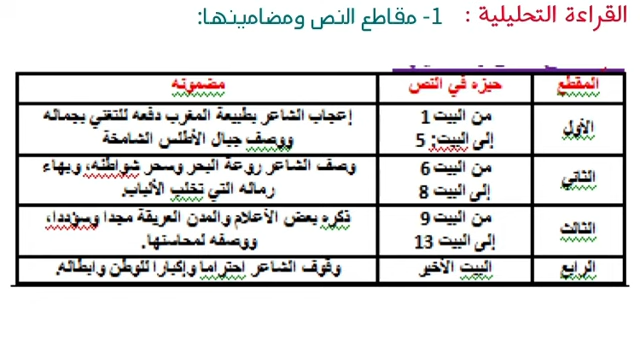 القراءة التحليلية : 1- مقاطع النص ومضامينها:
المقطع حيزه في النص مضمونه
الأول من البيت 1 إعجاب الشاعر بطبيعة المغرب دفعه للتغني بجماله
إلى البيت: 5 ووصف جبال الأطلس الشامخة
الثاني من البيت 6 وصف الشاعر روعة البحر وسحر شواطئه، وبهاء
إلى البيت 8 رماله التي تخلب الألباب.
الثالث من البيت 9 ذكره بعض الأعلام والمدن العريقة مجدا وسؤددا،
إلى البيت 13 ووصفه لمحاسنها.
الرابع البيت الأخير وقوف الشاعر احتراما وإكبارا للوطن وابطاله.